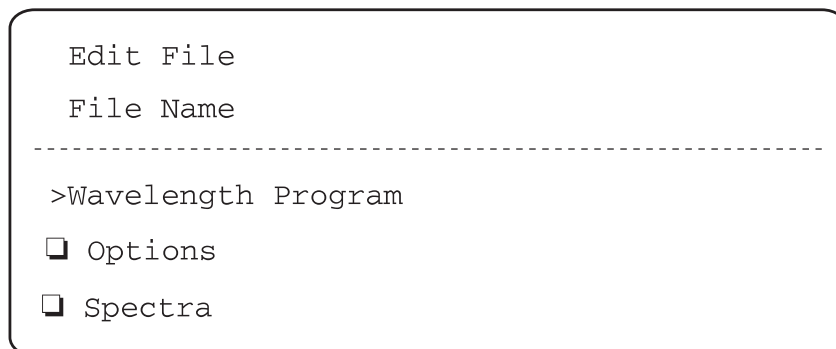 Edit File
File Name
>Wavelength Program
❏ Options
❏ Spectra